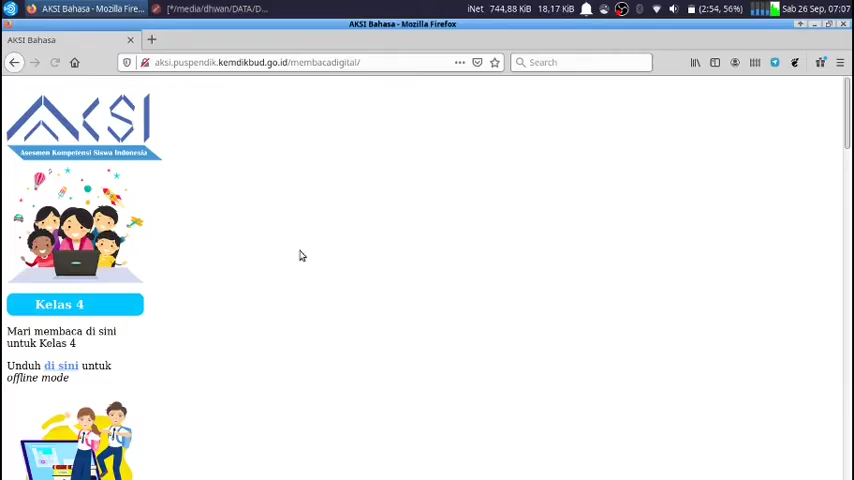 AKSI Bahasa - Mozilla Fire...
[*/media/dhwan/DATA/D...
iNet 744,88 KiB 18,17 KiB
(2:54, 56%)
Sab 26 Sep, 07:07
AKSI Bahasa - Mozilla Firefox
AKSI Bahasa
aksi.puspendik.kemdikbud.go.id/membacadigital/
Search
AKSI
Asesmen Kompetensi Siswa Indonesia
Kelas 4
Mari membaca di sini
untuk Kelas 4
Unduh di sini untuk
offline mode